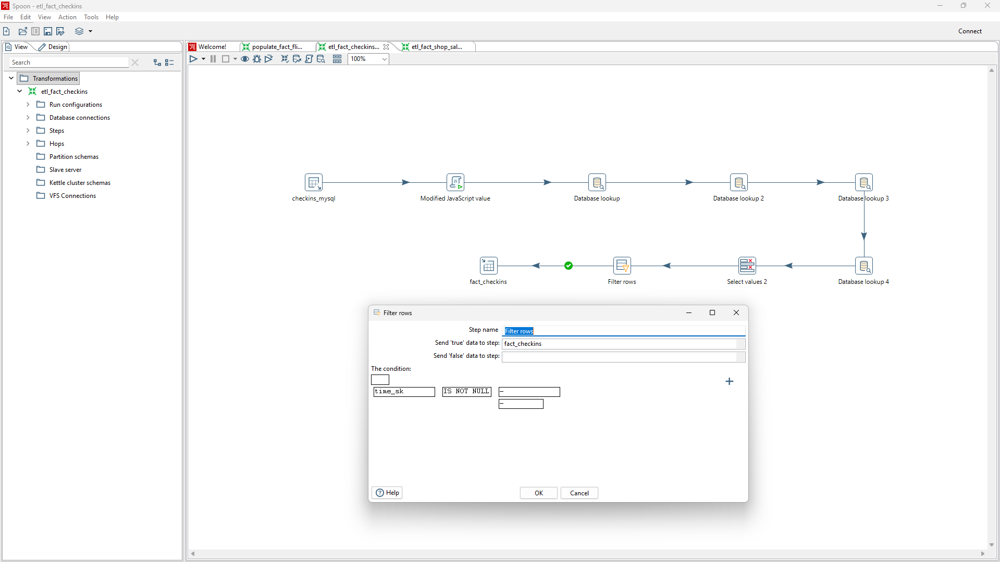 Spoon - etl_fact_checkins
File Edit View Action Tools Help
Connect
View Design
Welcome! populate_fact_fli... etl_fact_checkins... etl_fact_shop_sal...
Search
100%
Transformations
etl_fact_checkins
Run configurations
Database connections
Steps
Hops
Partition schemas
Slave server
Kettle cluster schemas
VFS Connections
checkins_mysql Modified JavaScript value Database lookup Database lookup 2 Database lookup 3
fact_checkins Filter rows Select values 2 Database lookup 4
Filter rows
Step name Filter rows
Send 'true' data to step: fact_checkins
Send 'false' data to step:
The condition:
time_sk IS NOT NULL –
–
Help OK Cancel